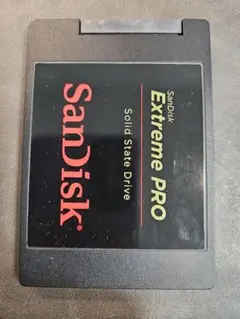 SanDisk
Extreme PRO
Solid State Drive
SanDisk